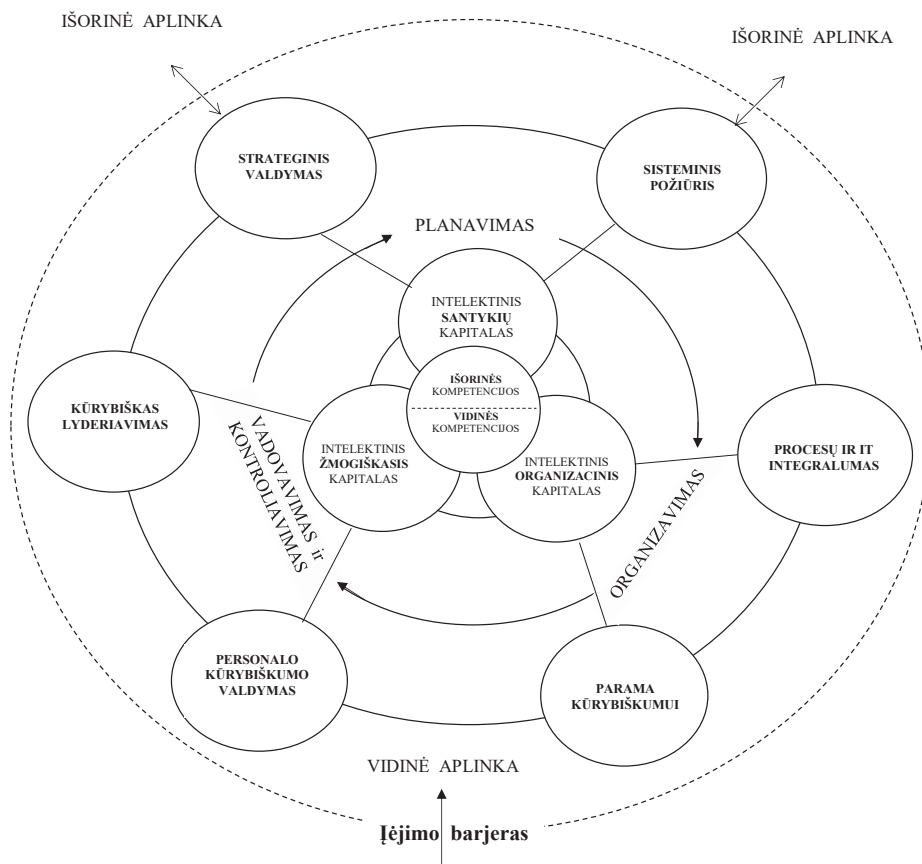 IŠORINĖ APLINKA
IŠORINĖ APLINKA
STRATEGINIS
VALDYMAS
SISTEMINIS
POŽIŪRIS
PLANAVIMAS
INTELEKTINIS
SANTYKIŲ
KAPITALAS
IŠORINĖS
KOMPETENCIJOS
VIDINĖS
KOMPETENCIJOS
KŪRYBIŠKAS
LYDERIAVIMAS
VADOVAVIMAS ir
KONTROLIAVIMAS
INTELEKTINIS
ŽMOGIŠKASIS
KAPITALAS
INTELEKTINIS
ORGANIZACINIS
KAPITALAS
ORGANIZAVIMAS
PROCESŲ IR IT
INTEGRALUMAS
PERSONALO
KŪRYBIŠKUMO
VALDYMAS
PARAMA
KŪRYBIŠKUMUI
VIDINĖ APLINKA
Įėjimo barjeras